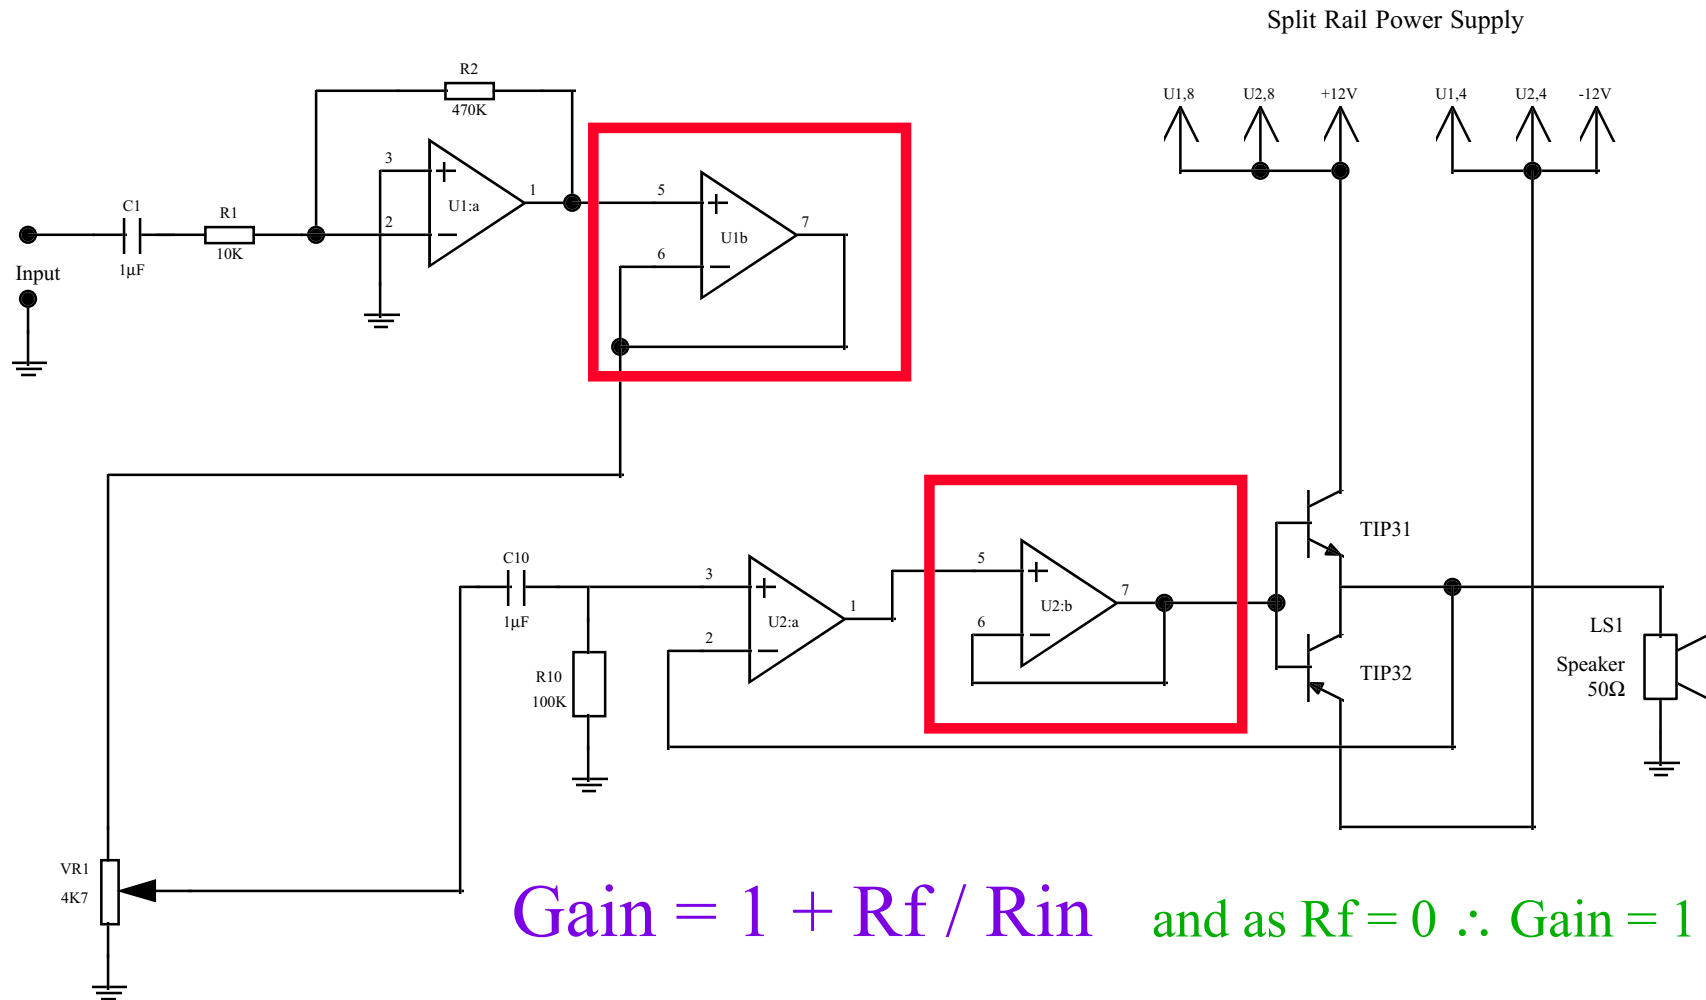 Split Rail Power Supply
R2
470K
U1,8
U2,8
+12V
U1,4
U2,4
-12V
3
2
1
U1:a
C1
1µF
R1
10K
Input
5
6
7
U1b
TIP31
C10
1µF
3
2
1
U2:a
5
6
7
U2:b
R10
100K
TIP32
LS1
Speaker
50Ω
VR1
4K7
Gain = 1 + Rf / Rin
and as Rf = 0 ∴ Gain = 1